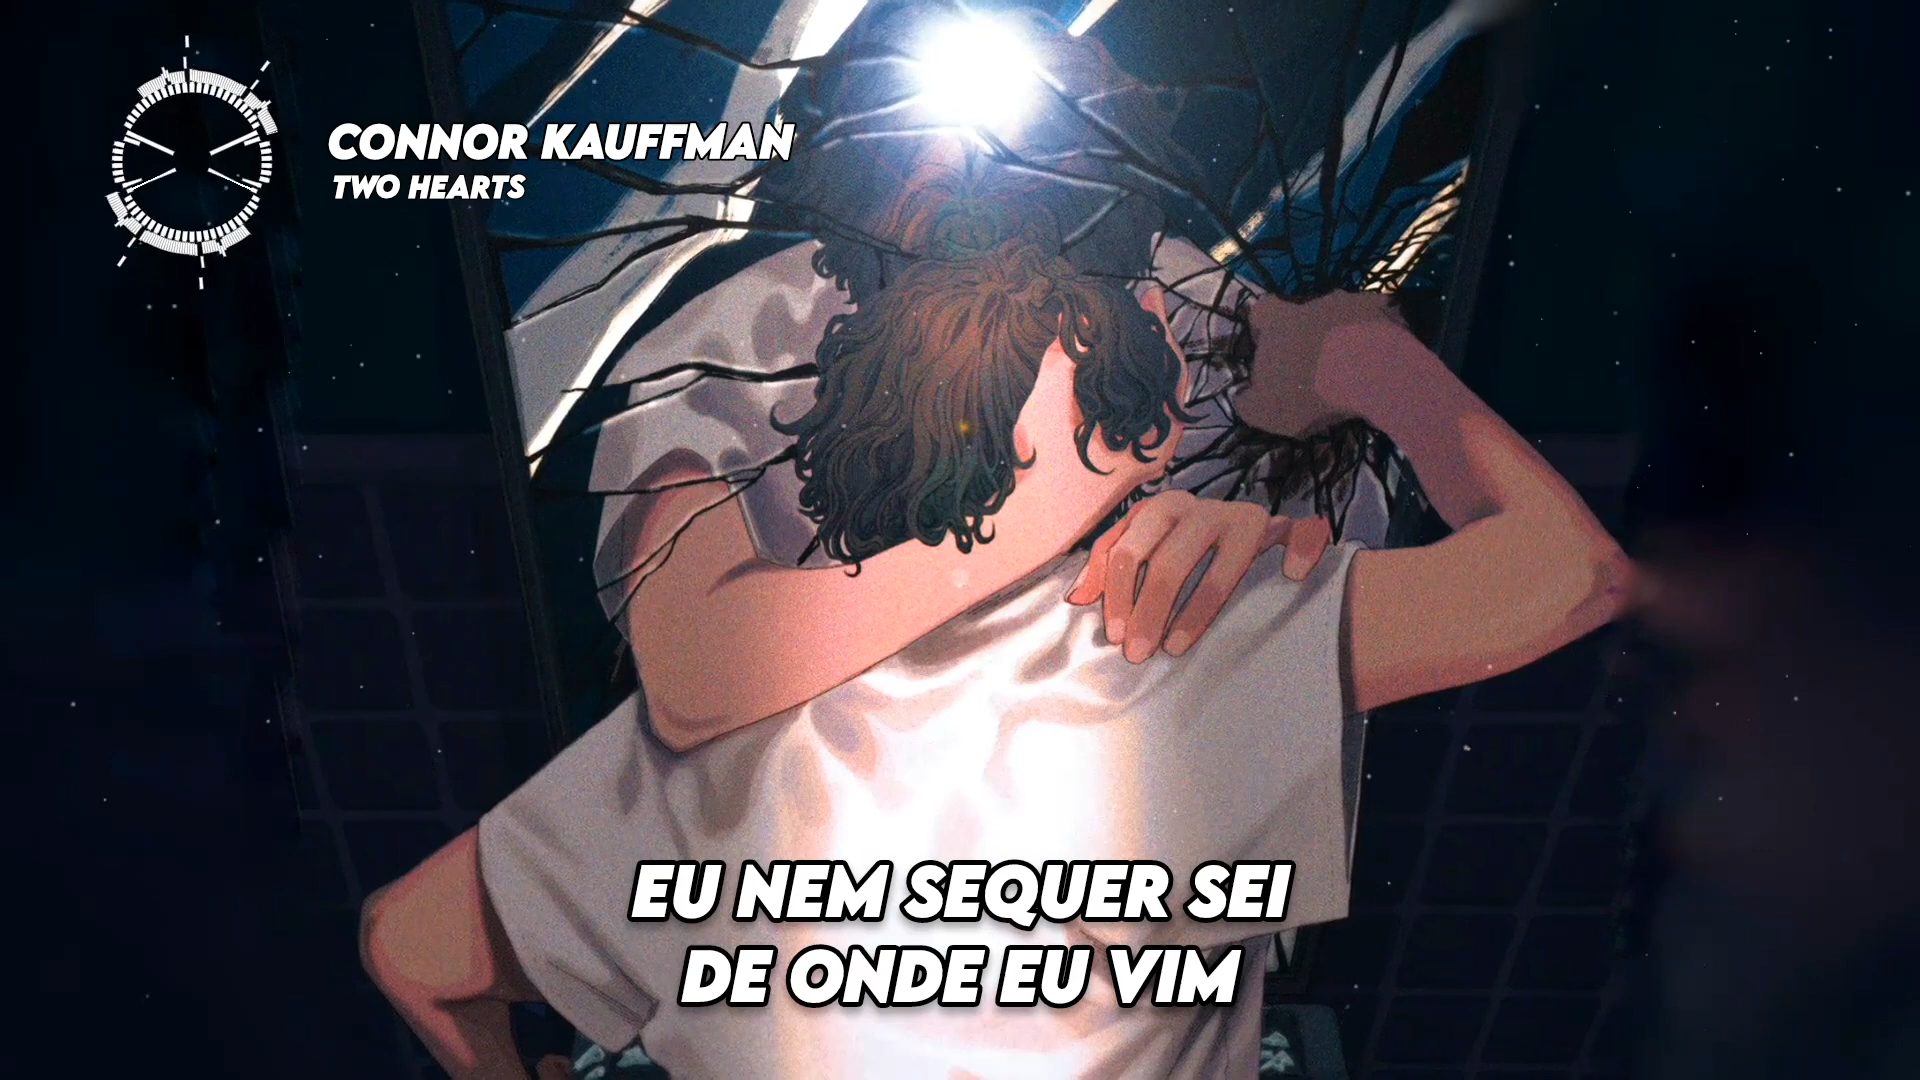 CONNOR KAUFFMAN
TWO HEARTS
EU NEM SEQUER SEI
DE ONDE EU VIM